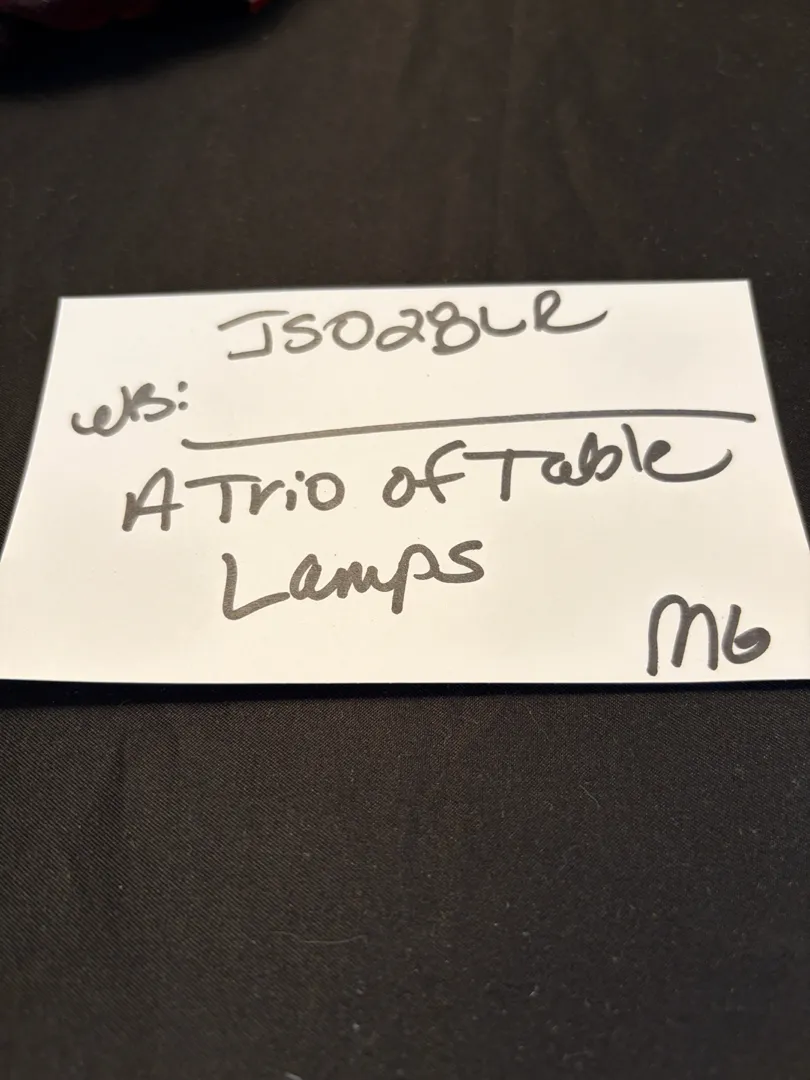 JS028LR
WB:
A Trio of Table
Lamps
MG